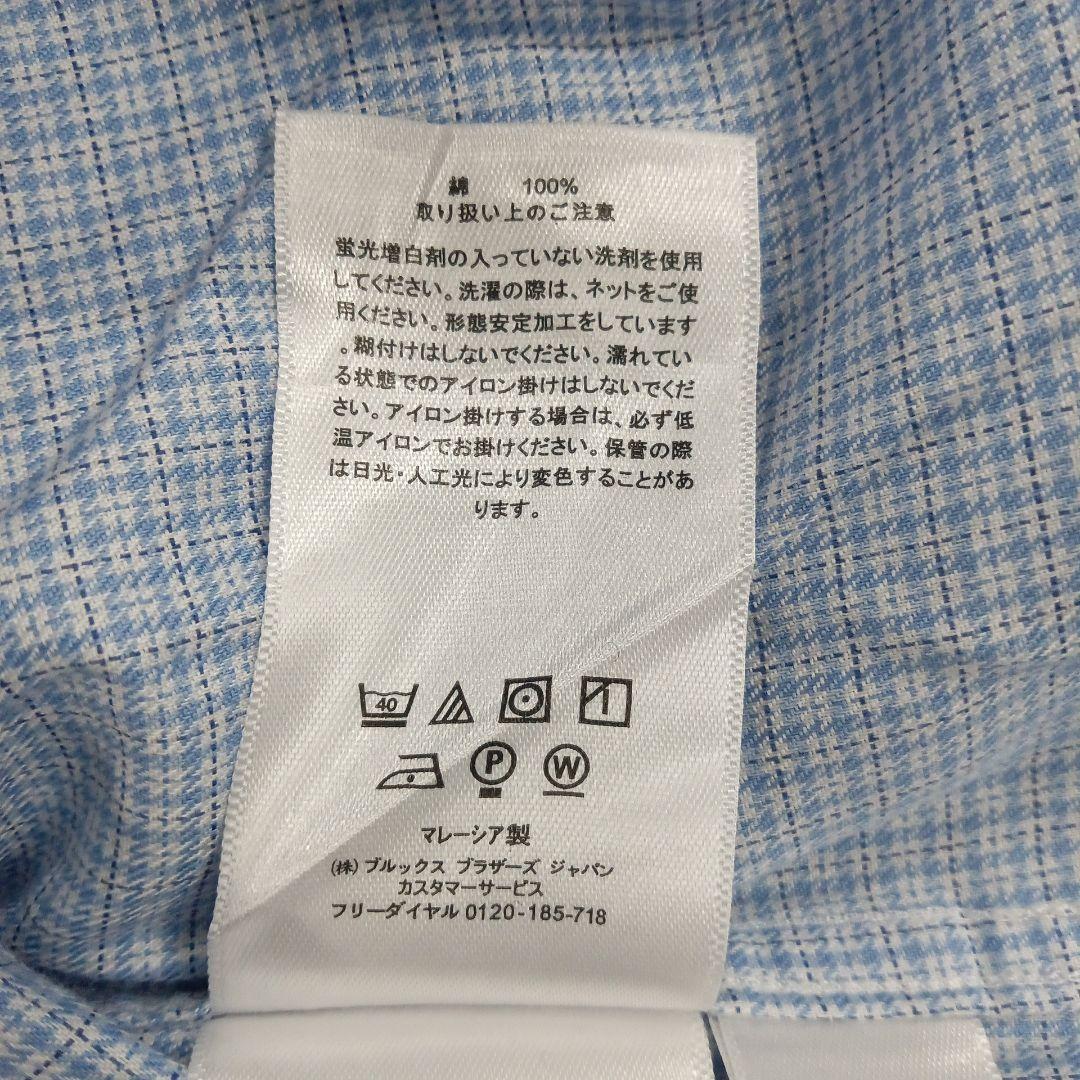 綿 100%
取り扱い上のご注意
蛍光増白剤の入っていない洗剤を使用
してください。洗濯の際は、ネットをご使
用ください。形態安定加工をしています
。糊付けはしないでください。濡れてい
る状態でのアイロン掛けはしないでくだ
さい。アイロン掛けする場合は、必ず低
温アイロンでお掛けください。保管の際
は日光・人工光により変色することがあ
ります。
40
P W
マレーシア製
(株) ブルックス ブラザーズ ジャパン
カスタマーサービス
フリーダイヤル 0120-185-718